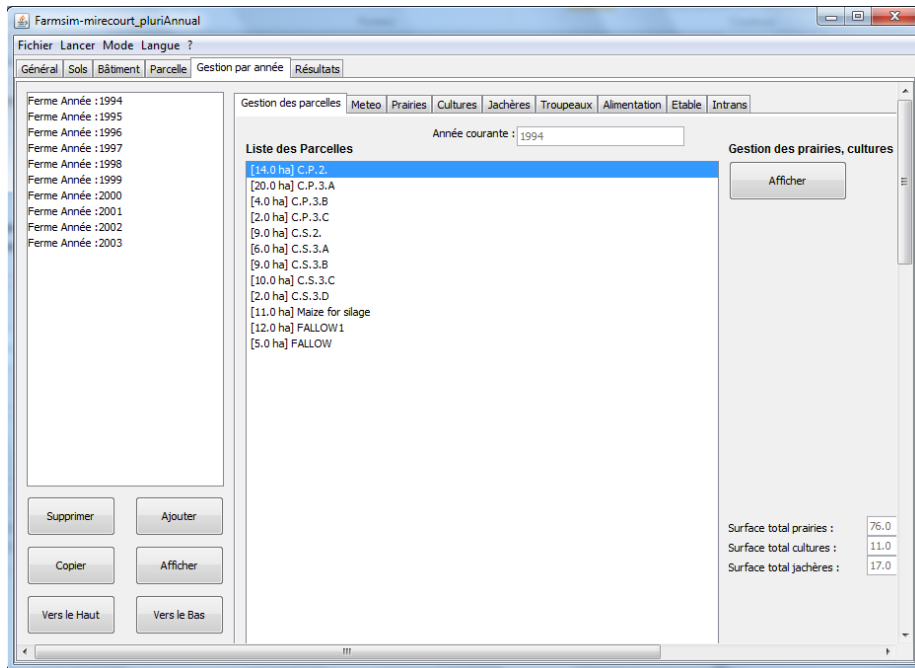 Farmsim-mirecourt_pluriAnnual
Fichier Lancer Mode Langue ?
Général Sols Bâtiment Parcelle Gestion par année Résultats
Ferme Année :1994
Ferme Année :1995
Ferme Année :1996
Ferme Année :1997
Ferme Année :1998
Ferme Année :1999
Ferme Année :2000
Ferme Année :2001
Ferme Année :2002
Ferme Année :2003
Supprimer Ajouter
Copier Afficher
Vers le Haut Vers le Bas
Gestion des parcelles Meteo Prairies Cultures Jachères Troupeaux Alimentation Etable Intrans
Année courante : 1994
Liste des Parcelles
[14.0 ha] C.P.2.
[20.0 ha] C.P.3.A
[4.0 ha] C.P.3.B
[2.0 ha] C.P.3.C
[9.0 ha] C.S.2.
[6.0 ha] C.S.3.A
[9.0 ha] C.S.3.B
[10.0 ha] C.S.3.C
[2.0 ha] C.S.3.D
[11.0 ha] Maize for silage
[12.0 ha] FALLOW1
[5.0 ha] FALLOW
Gestion des prairies, cultures
Afficher
Surface total prairies : 76.0
Surface total cultures : 11.0
Surface total jachères : 17.0